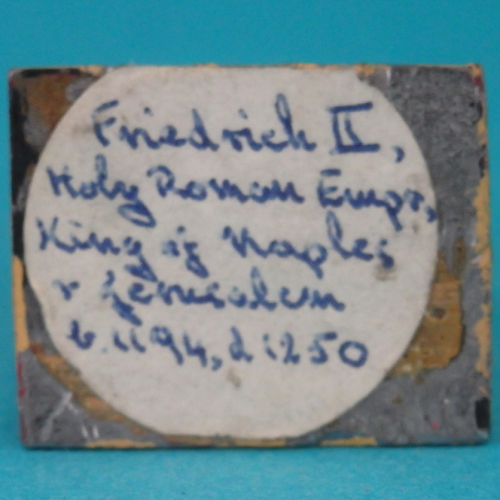 Friedrich II,
Holy Roman Empr,
King of Naples
+ Jerusalem
b. 1194, d 1250